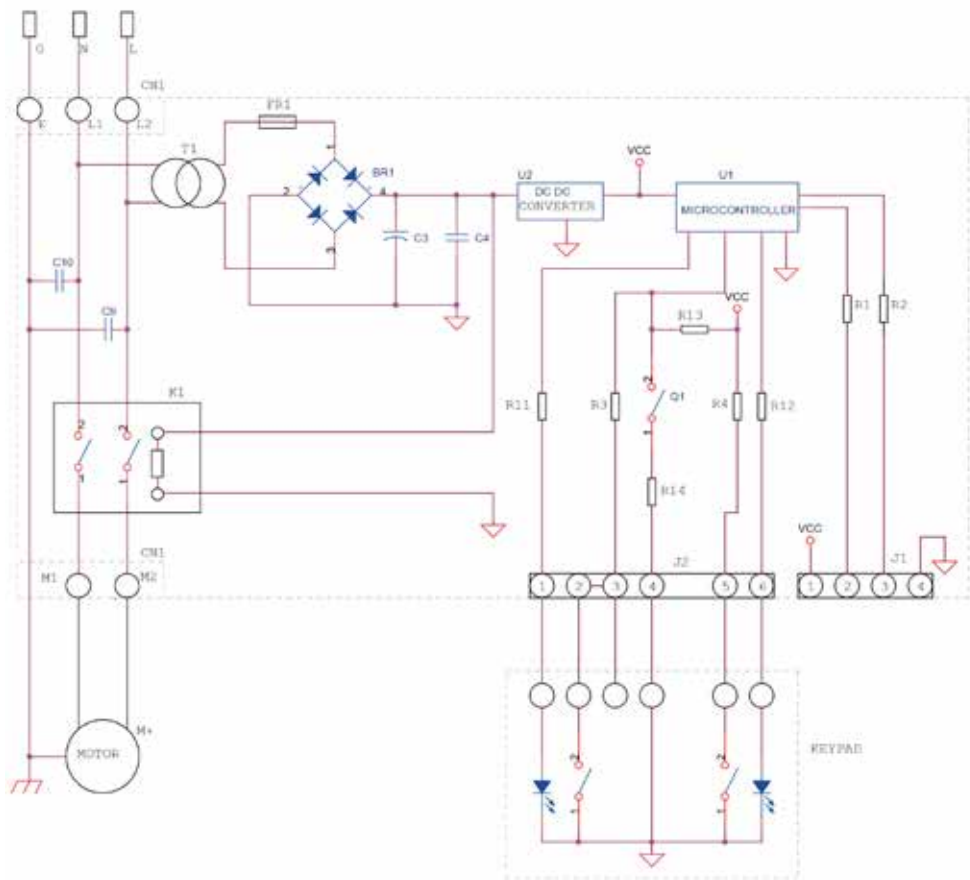 G N L
CN1
E L1 L2
FR1
T1
1
BR1
2 4
3
C3 C4
U2
DC DC
CONVERTER
VCC
U1
MICROCONTROLLER
C10
C9
VCC
R13
R1 R2
K1
2 2
1 1
R11 R3
2
Q1
1
R4 R12
R14
VCC
CN1
M1 M2
J2
1 2 3 4 5 6
J1
1 2 3 4
M+
MOTOR
KEYPAD
2
1
2
1